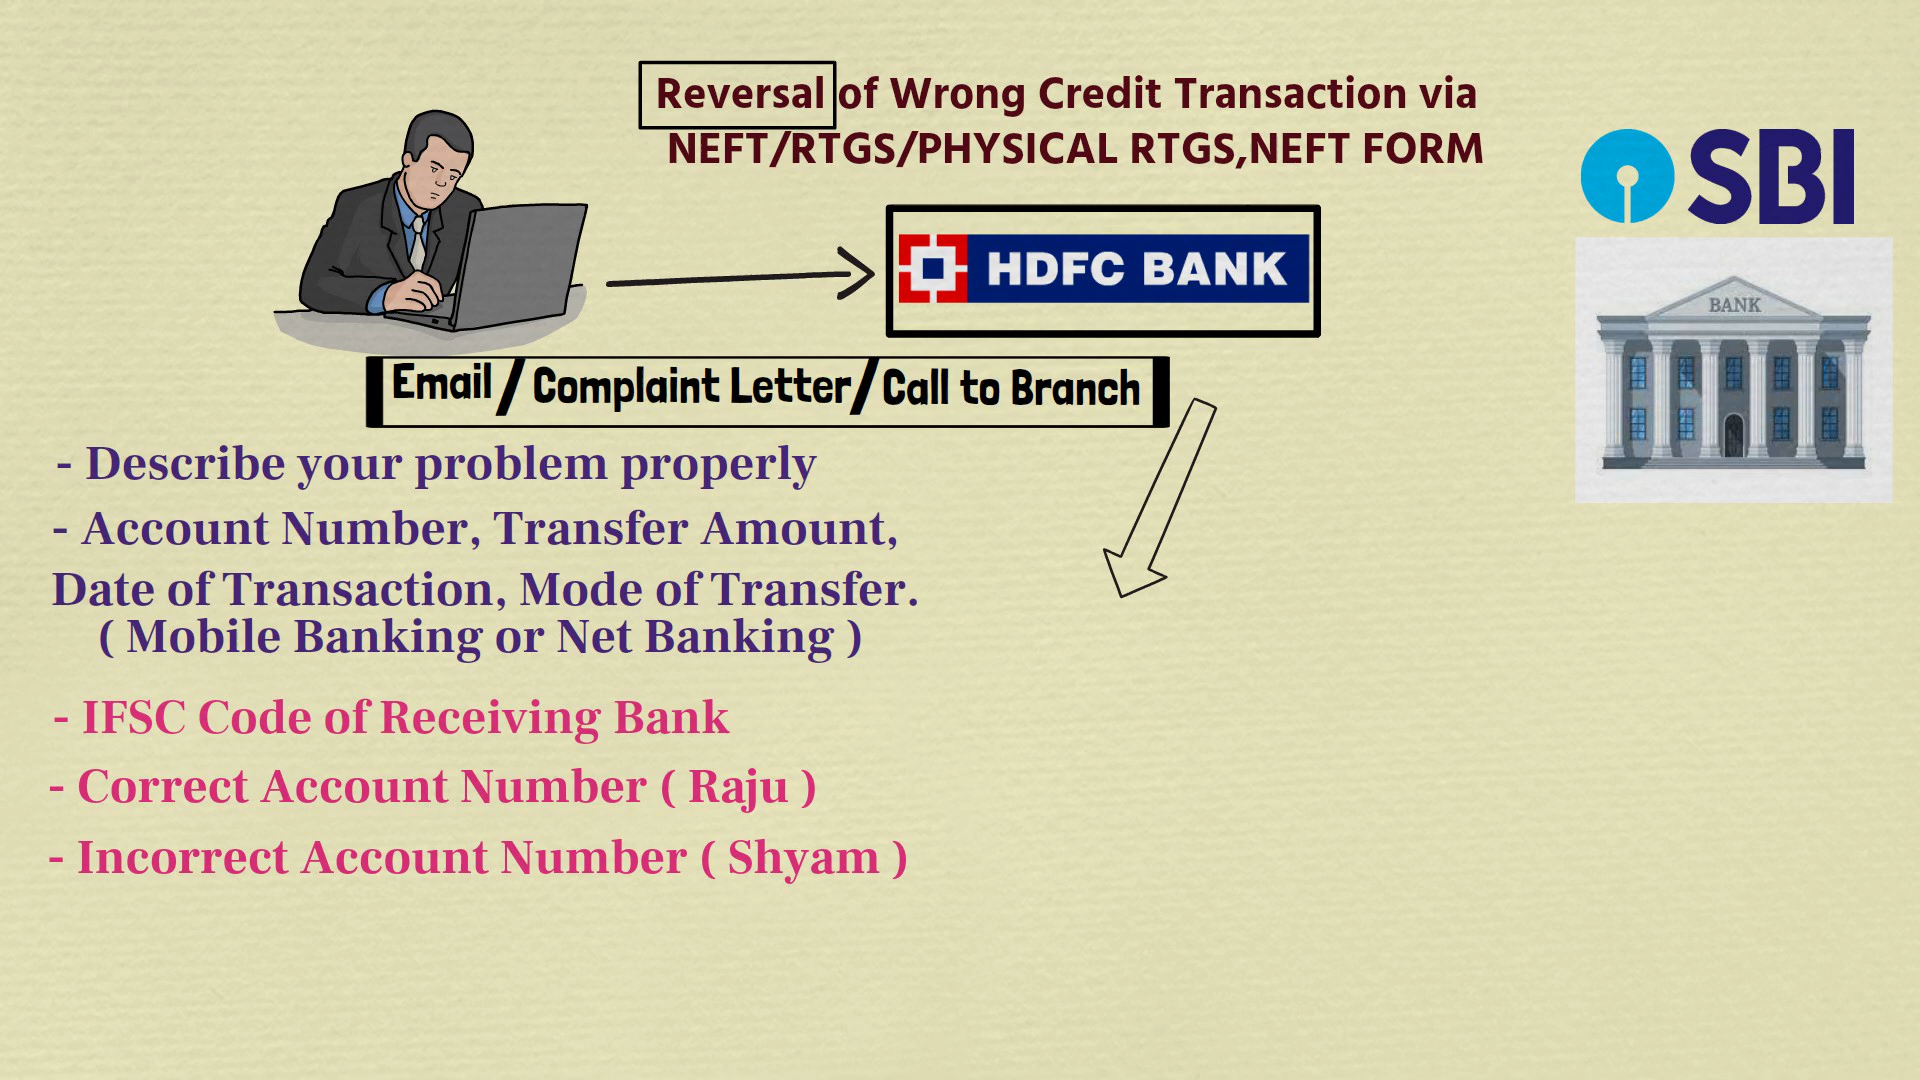 Reversal of Wrong Credit Transaction via
NEFT/RTGS/PHYSICAL RTGS,NEFT FORM
SBI
HDFC BANK
BANK
Email/Complaint Letter/Call to Branch
- Describe your problem properly
- Account Number, Transfer Amount,
Date of Transaction, Mode of Transfer.
( Mobile Banking or Net Banking )
- IFSC Code of Receiving Bank
- Correct Account Number ( Raju )
- Incorrect Account Number ( Shyam )